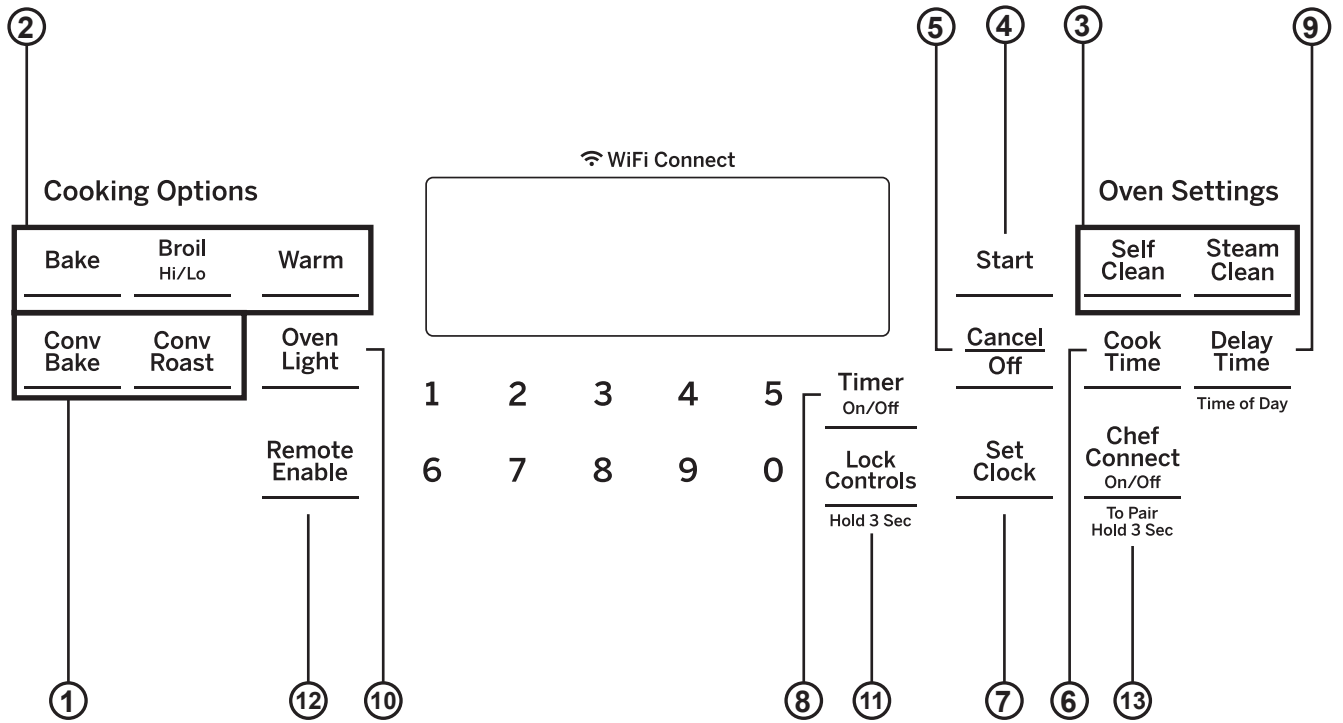 2
5
4
3
9
WiFi Connect
Cooking Options
Oven Settings
Bake
Broil
Hi/Lo
Warm
Start
Self
Clean
Steam
Clean
Conv
Bake
Conv
Roast
Oven
Light
Cancel
Off
Cook
Time
Delay
Time
Time of Day
1 2 3 4 5
Timer
On/Off
Remote
Enable
6 7 8 9 0
Lock
Controls
Hold 3 Sec
Set
Clock
Chef
Connect
On/Off
To Pair
Hold 3 Sec
1
12
10
8
11
7
6
13